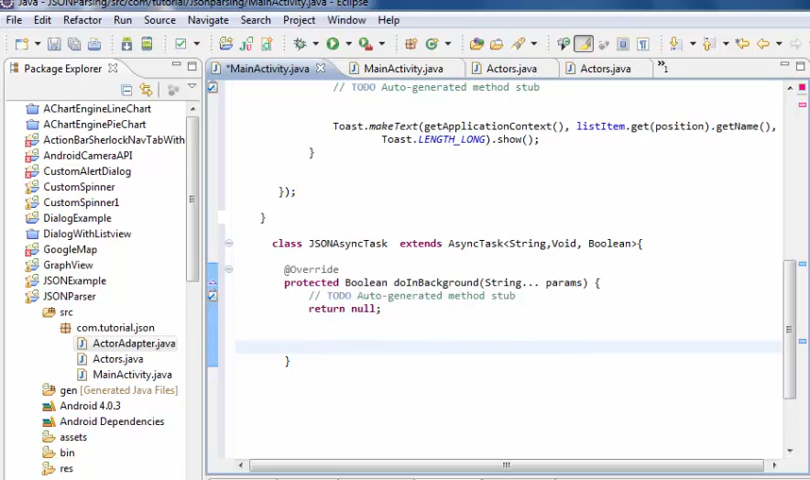 Java - JSONParsing/src/com/tutorial/Jsonparsing/MainActivity.java - Eclipse
File Edit Refactor Run Source Navigate Search Project Window Help
Package Explorer
*MainActivity.java MainActivity.java Actors.java Actors.java »1
AChartEngineLineChart
AChartEnginePieChart
ActionBarSherlockNavTabWith
AndroidCameraAPI
CustomAlertDialog
CustomSpinner
CustomSpinner1
DialogExample
DialogWithListview
GoogleMap
GraphView
JSONExample
JSONParser
src
com.tutorial.json
ActorAdapter.java
Actors.java
MainActivity.java
gen [Generated Java Files]
Android 4.0.3
Android Dependencies
assets
bin
res
// TODO Auto-generated method stub
Toast.makeText(getApplicationContext(), listItem.get(position).getName(),
Toast.LENGTH_LONG).show();
}
});
}
class JSONAsyncTask extends AsyncTask<String,Void, Boolean>{
@Override
protected Boolean doInBackground(String... params) {
// TODO Auto-generated method stub
return null;
}